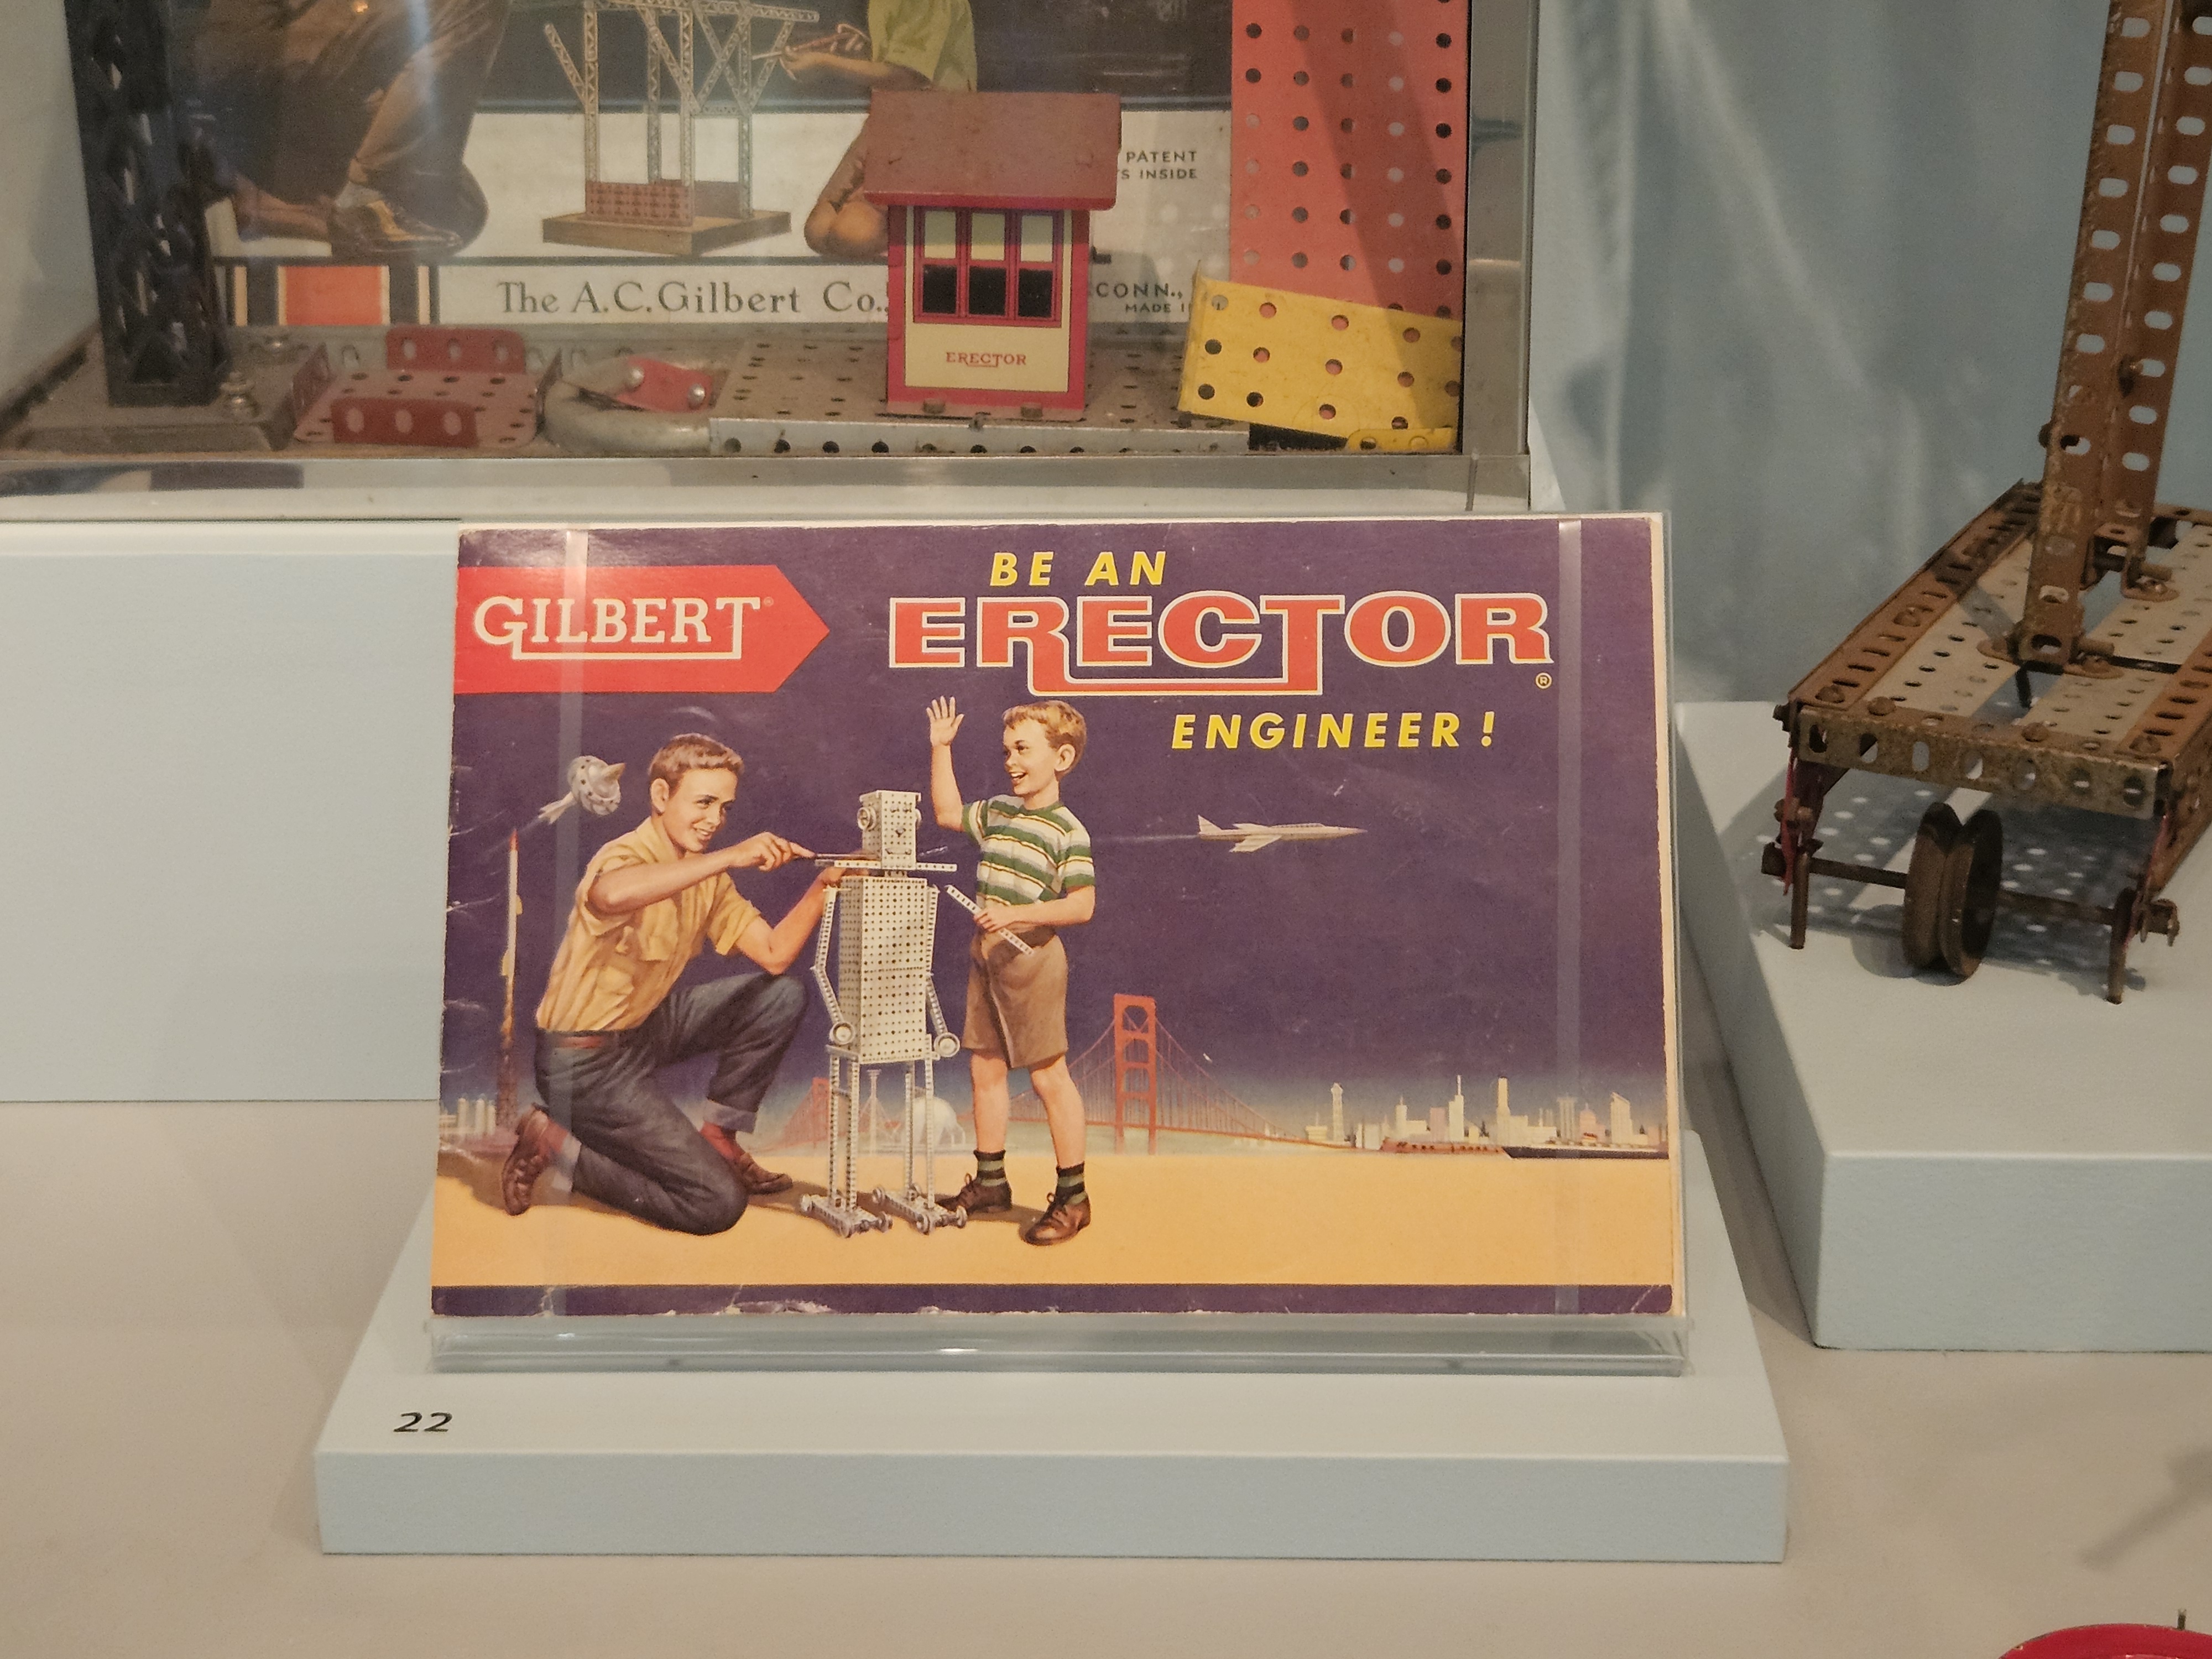 PATENT
S INSIDE
The A.C.Gilbert Co.
CONN.,
MADE I
ERECTOR
BE AN
GILBERT®
ERECTOR®
ENGINEER!
22